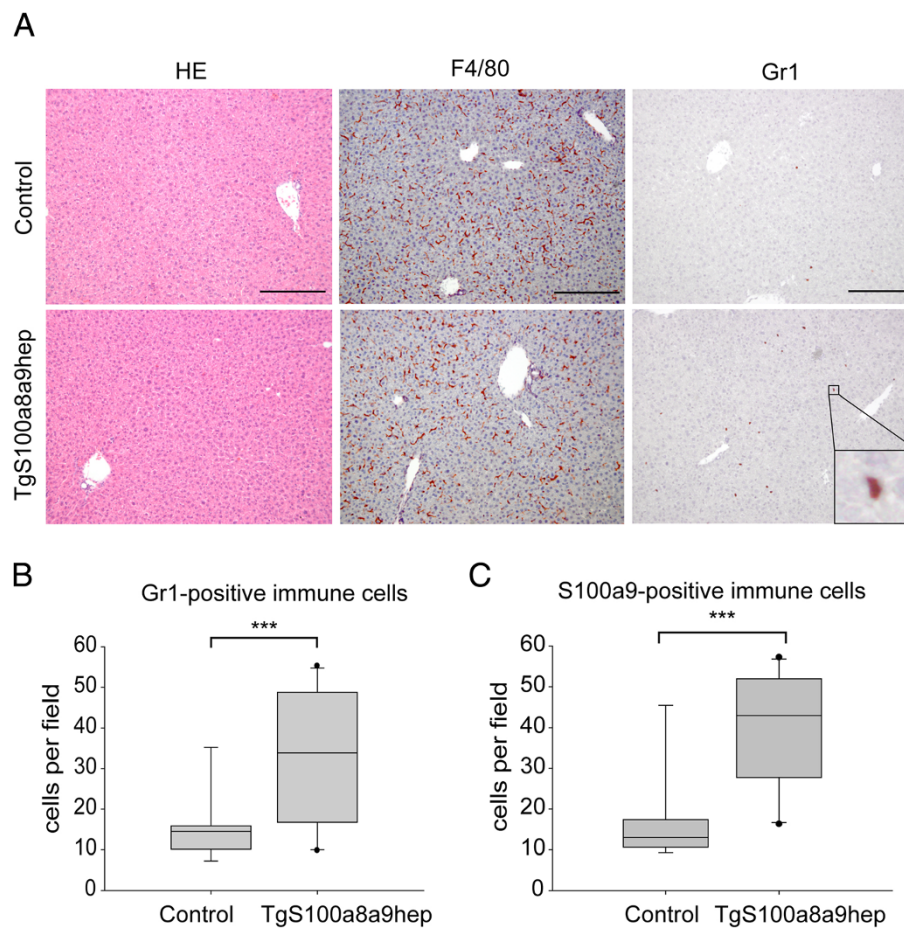 A
HE F4/80 Gr1
Control
TgS100a8a9hep
B
Gr1-positive immune cells
***
cells per field
60
50
40
30
20
10
0
Control TgS100a8a9hep
C
S100a9-positive immune cells
***
cells per field
60
50
40
30
20
10
0
Control TgS100a8a9hep